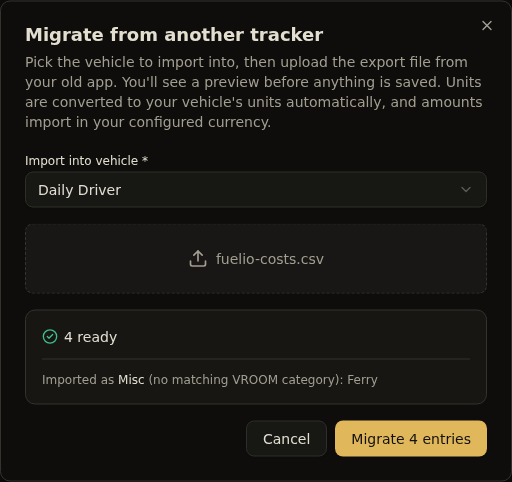 Migrate from another tracker
Pick the vehicle to import into, then upload the export file from
your old app. You'll see a preview before anything is saved. Units
are converted to your vehicle's units automatically, and amounts
import in your configured currency.
Import into vehicle *
Daily Driver
fuelio-costs.csv
4 ready
Imported as Misc (no matching VROOM category): Ferry
Cancel
Migrate 4 entries